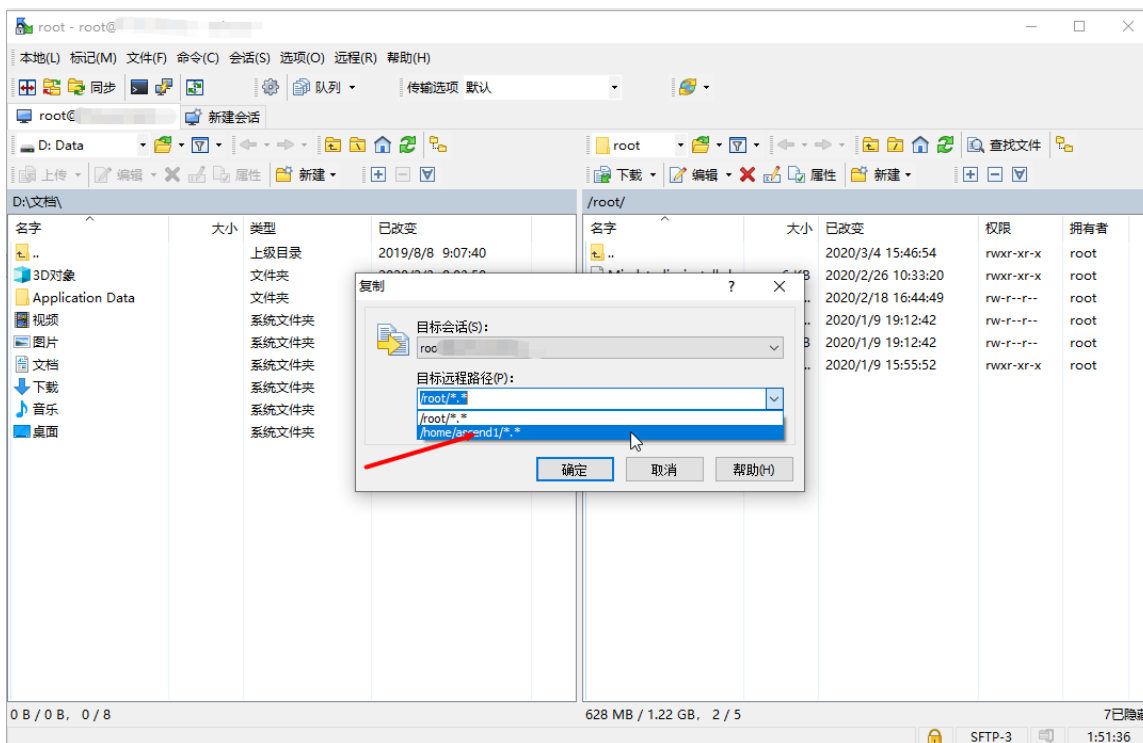 root - root@
本地(L) 标记(M) 文件(F) 命令(C) 会话(S) 选项(O) 远程(R) 帮助(H)
同步 队列 传输选项 默认
root@ 新建会话
D: Data root 查找文件
上传 编辑 属性 新建 下载 编辑 属性 新建
D:\文档\ /root/
名字 大小 类型 已改变 名字 大小 已改变 权限 拥有者
.. 上级目录 2019/8/8 9:07:40 .. 2020/3/4 15:46:54 rwxr-xr-x root
3D对象 文件夹 2020/2/26 10:33:20 rwxr-xr-x root
Application Data 文件夹 2020/2/18 16:44:49 rw-r--r-- root
视频 系统文件夹 2020/1/9 19:12:42 rw-r--r-- root
图片 系统文件夹 2020/1/9 19:12:42 rw-r--r-- root
文档 系统文件夹 2020/1/9 15:55:52 rwxr-xr-x root
下载 系统文件夹
音乐 系统文件夹
桌面 系统文件夹
复制 ?
目标会话(S):
目标远程路径(P):
/root/*.*
/root/*.*
/home/ascend1/*.*
确定 取消 帮助(H)
0 B / 0 B, 0 / 8 628 MB / 1.22 GB, 2 / 5 7已隐藏
SFTP-3 1:51:36